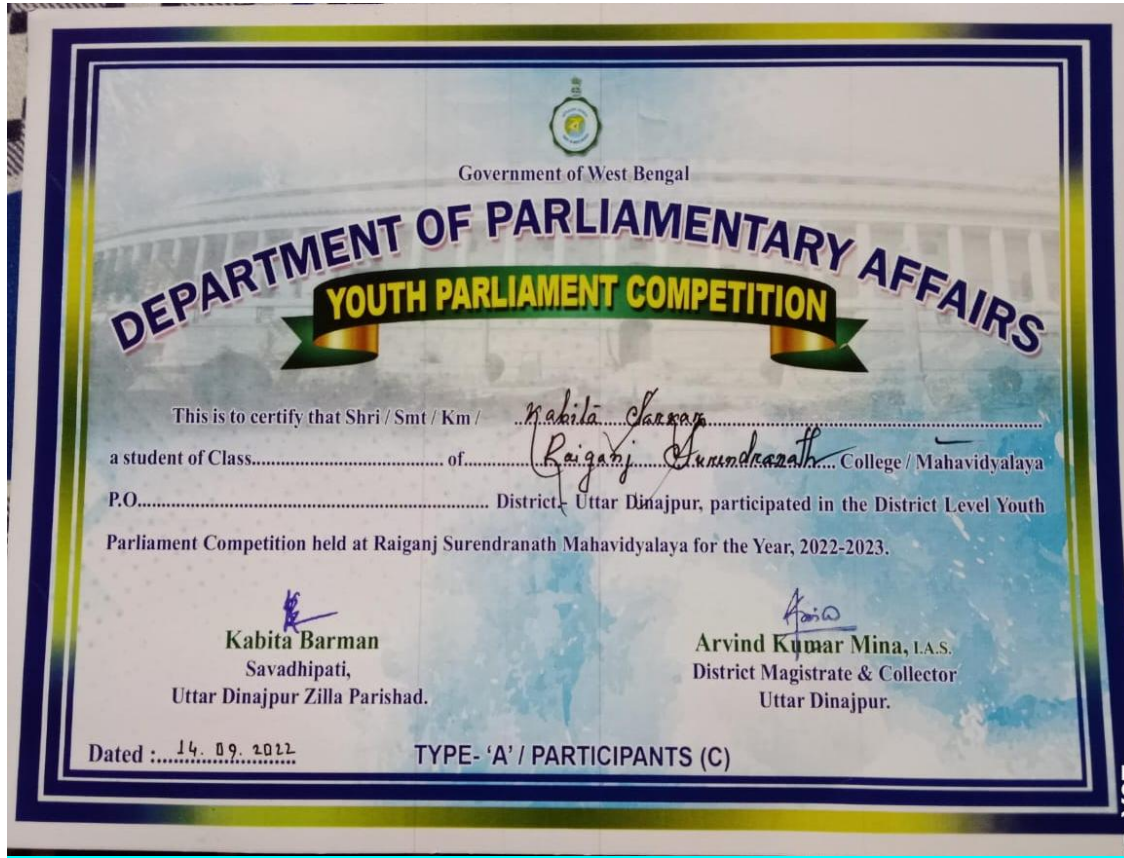 Government of West Bengal
DEPARTMENT OF PARLIAMENTARY AFFAIRS
YOUTH PARLIAMENT COMPETITION
This is to certify that Shri / Smt / Km / Kabita Sarkar
a student of Class.......................... of........ Raiganj Surendranath College / Mahavidyalaya
P.O.......................... District- Uttar Dinajpur, participated in the District Level Youth
Parliament Competition held at Raiganj Surendranath Mahavidyalaya for the Year, 2022-2023.
Kabita Barman
Savadhipati,
Uttar Dinajpur Zilla Parishad.
Arvind Kumar Mina, I.A.S.
District Magistrate & Collector
Uttar Dinajpur.
Dated : 14. 09. 2022
TYPE- 'A' / PARTICIPANTS (C)